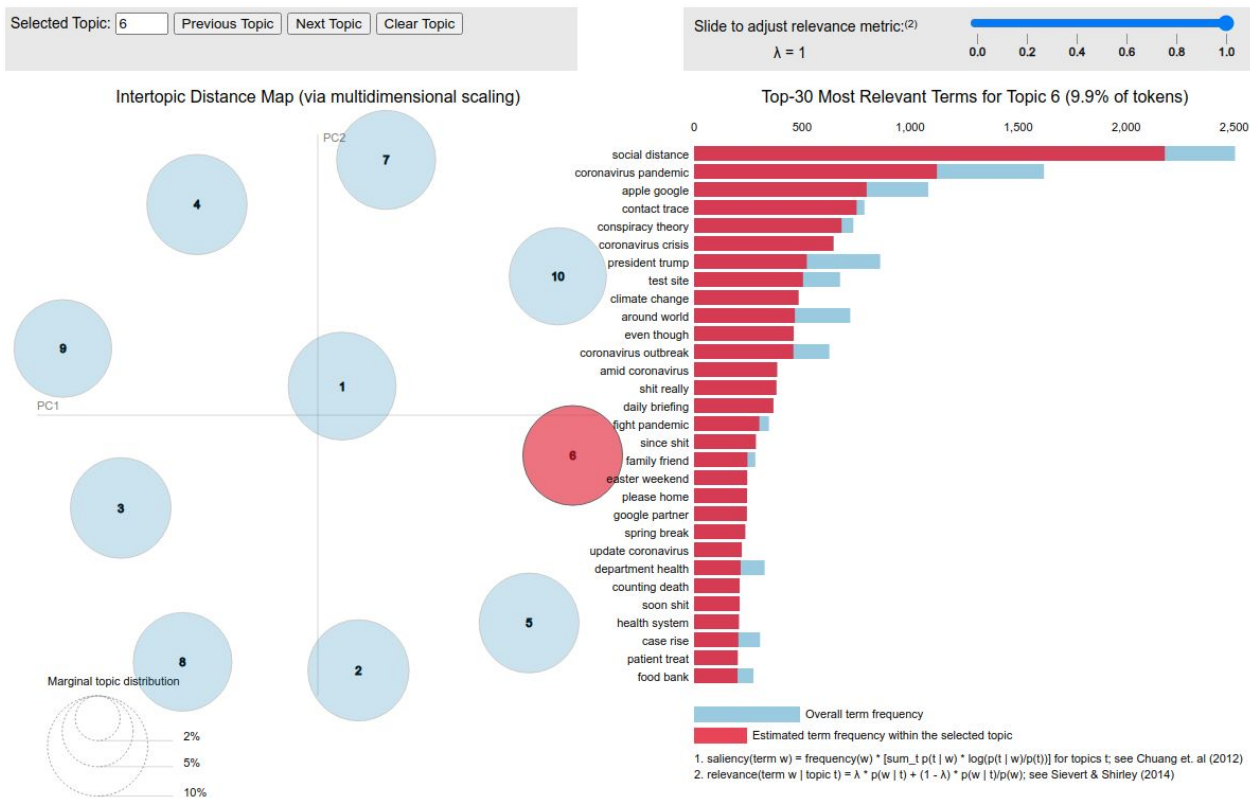 Selected Topic: 6 Previous Topic Next Topic Clear Topic
Slide to adjust relevance metric:(2)
λ = 1
0.0 0.2 0.4 0.6 0.8 1.0
Intertopic Distance Map (via multidimensional scaling)
PC2
7
4
10
9
1
PC1
6
3
5
8
2
Marginal topic distribution
2%
5%
10%
Top-30 Most Relevant Terms for Topic 6 (9.9% of tokens)
0 500 1,000 1,500 2,000 2,500
social distance
coronavirus pandemic
apple google
contact trace
conspiracy theory
coronavirus crisis
president trump
test site
climate change
around world
even though
coronavirus outbreak
amid coronavirus
shit really
daily briefing
fight pandemic
since shit
family friend
easter weekend
please home
google partner
spring break
update coronavirus
department health
counting death
soon shit
health system
case rise
patient treat
food bank
Overall term frequency
Estimated term frequency within the selected topic
1. saliency(term w) = frequency(w) * [sum_t p(t | w) * log(p(t | w)/p(t))] for topics t; see Chuang et. al (2012)
2. relevance(term w | topic t) = λ * p(w | t) + (1 - λ) * p(w | t)/p(w); see Sievert & Shirley (2014)